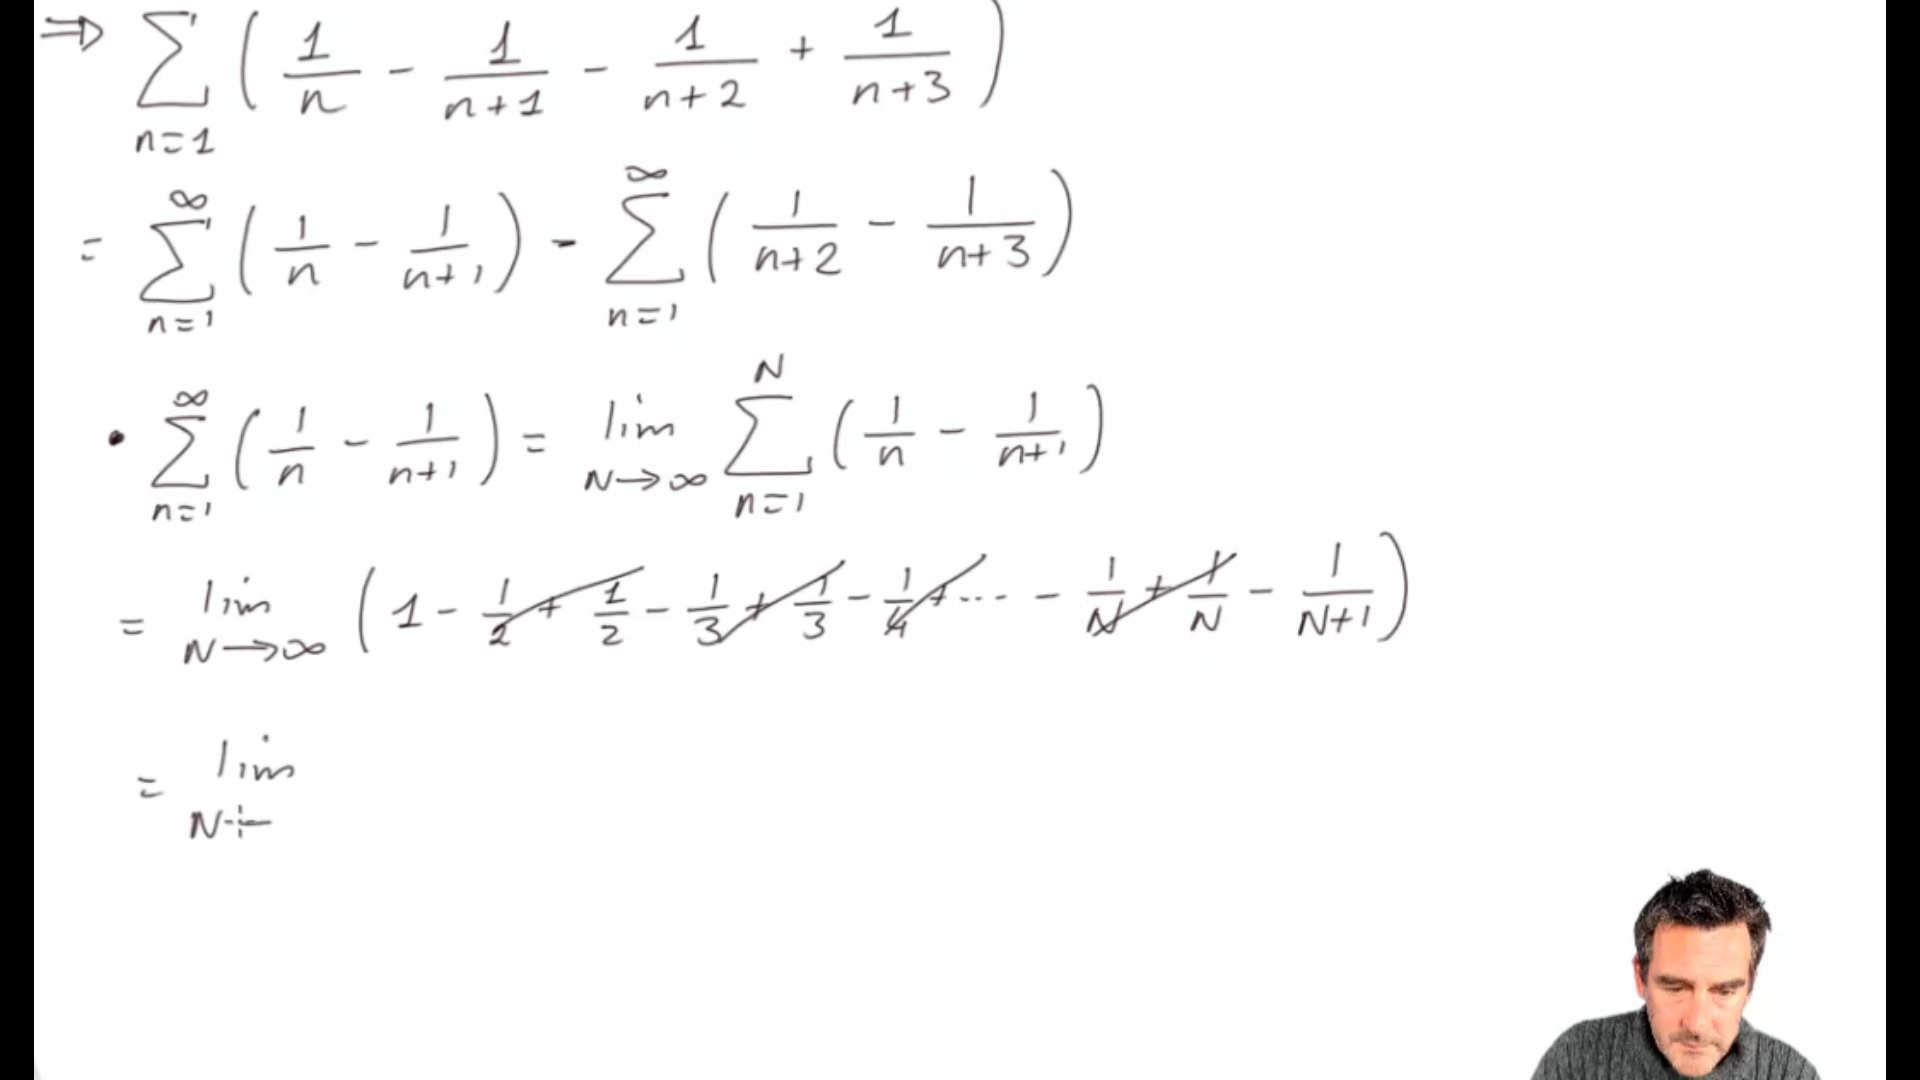 ⇒ ∑_{n=1} ( 1/n - 1/(n+1) - 1/(n+2) + 1/(n+3) )
= ∑_{n=1}^{∞} ( 1/n - 1/(n+1) ) - ∑_{n=1}^{∞} ( 1/(n+2) - 1/(n+3) )
• ∑_{n=1}^{∞} ( 1/n - 1/(n+1) ) = lim_{N→∞} ∑_{n=1}^{N} ( 1/n - 1/(n+1) )
= lim_{N→∞} ( 1 - 1/2 + 1/2 - 1/3 + 1/3 - 1/4 + ... - 1/N + 1/N - 1/(N+1) )
= lim_{N-}